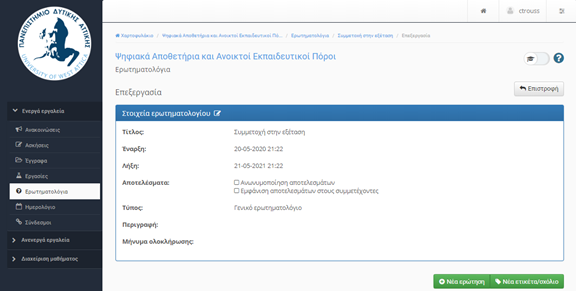 ΠΑΝΕΠΙΣΤΗΜΙΟ ΔΥΤΙΚΗΣ ΑΤΤΙΚΗΣ
UNIVERSITY OF WEST ATTICA
ctrouss
Χαρτοφυλάκιο / Ψηφιακά Αποθετήρια και Ανοικτοί Εκπαιδευτικοί Πό... / Ερωτηματολόγια / Συμμετοχή στην εξέταση / Επεξεργασία
Ψηφιακά Αποθετήρια και Ανοικτοί Εκπαιδευτικοί Πόροι
Ερωτηματολόγια
Επεξεργασία
Επιστροφή
Ενεργά εργαλεία
Ανακοινώσεις
Ασκήσεις
Έγγραφα
Εργασίες
Ερωτηματολόγια
Ημερολόγιο
Σύνδεσμοι
Ανενεργά εργαλεία
Διαχείριση μαθήματος
Στοιχεία ερωτηματολογίου
Τίτλος: Συμμετοχή στην εξέταση
Έναρξη: 20-05-2020 21:22
Λήξη: 21-05-2021 21:22
Αποτελέσματα: Ανωνυμοποίηση αποτελεσμάτων
Εμφάνιση αποτελεσμάτων στους συμμετέχοντες
Τύπος: Γενικό ερωτηματολόγιο
Περιγραφή:
Μήνυμα ολοκλήρωσης:
Νέα ερώτηση
Νέα ετικέτα/σχόλιο